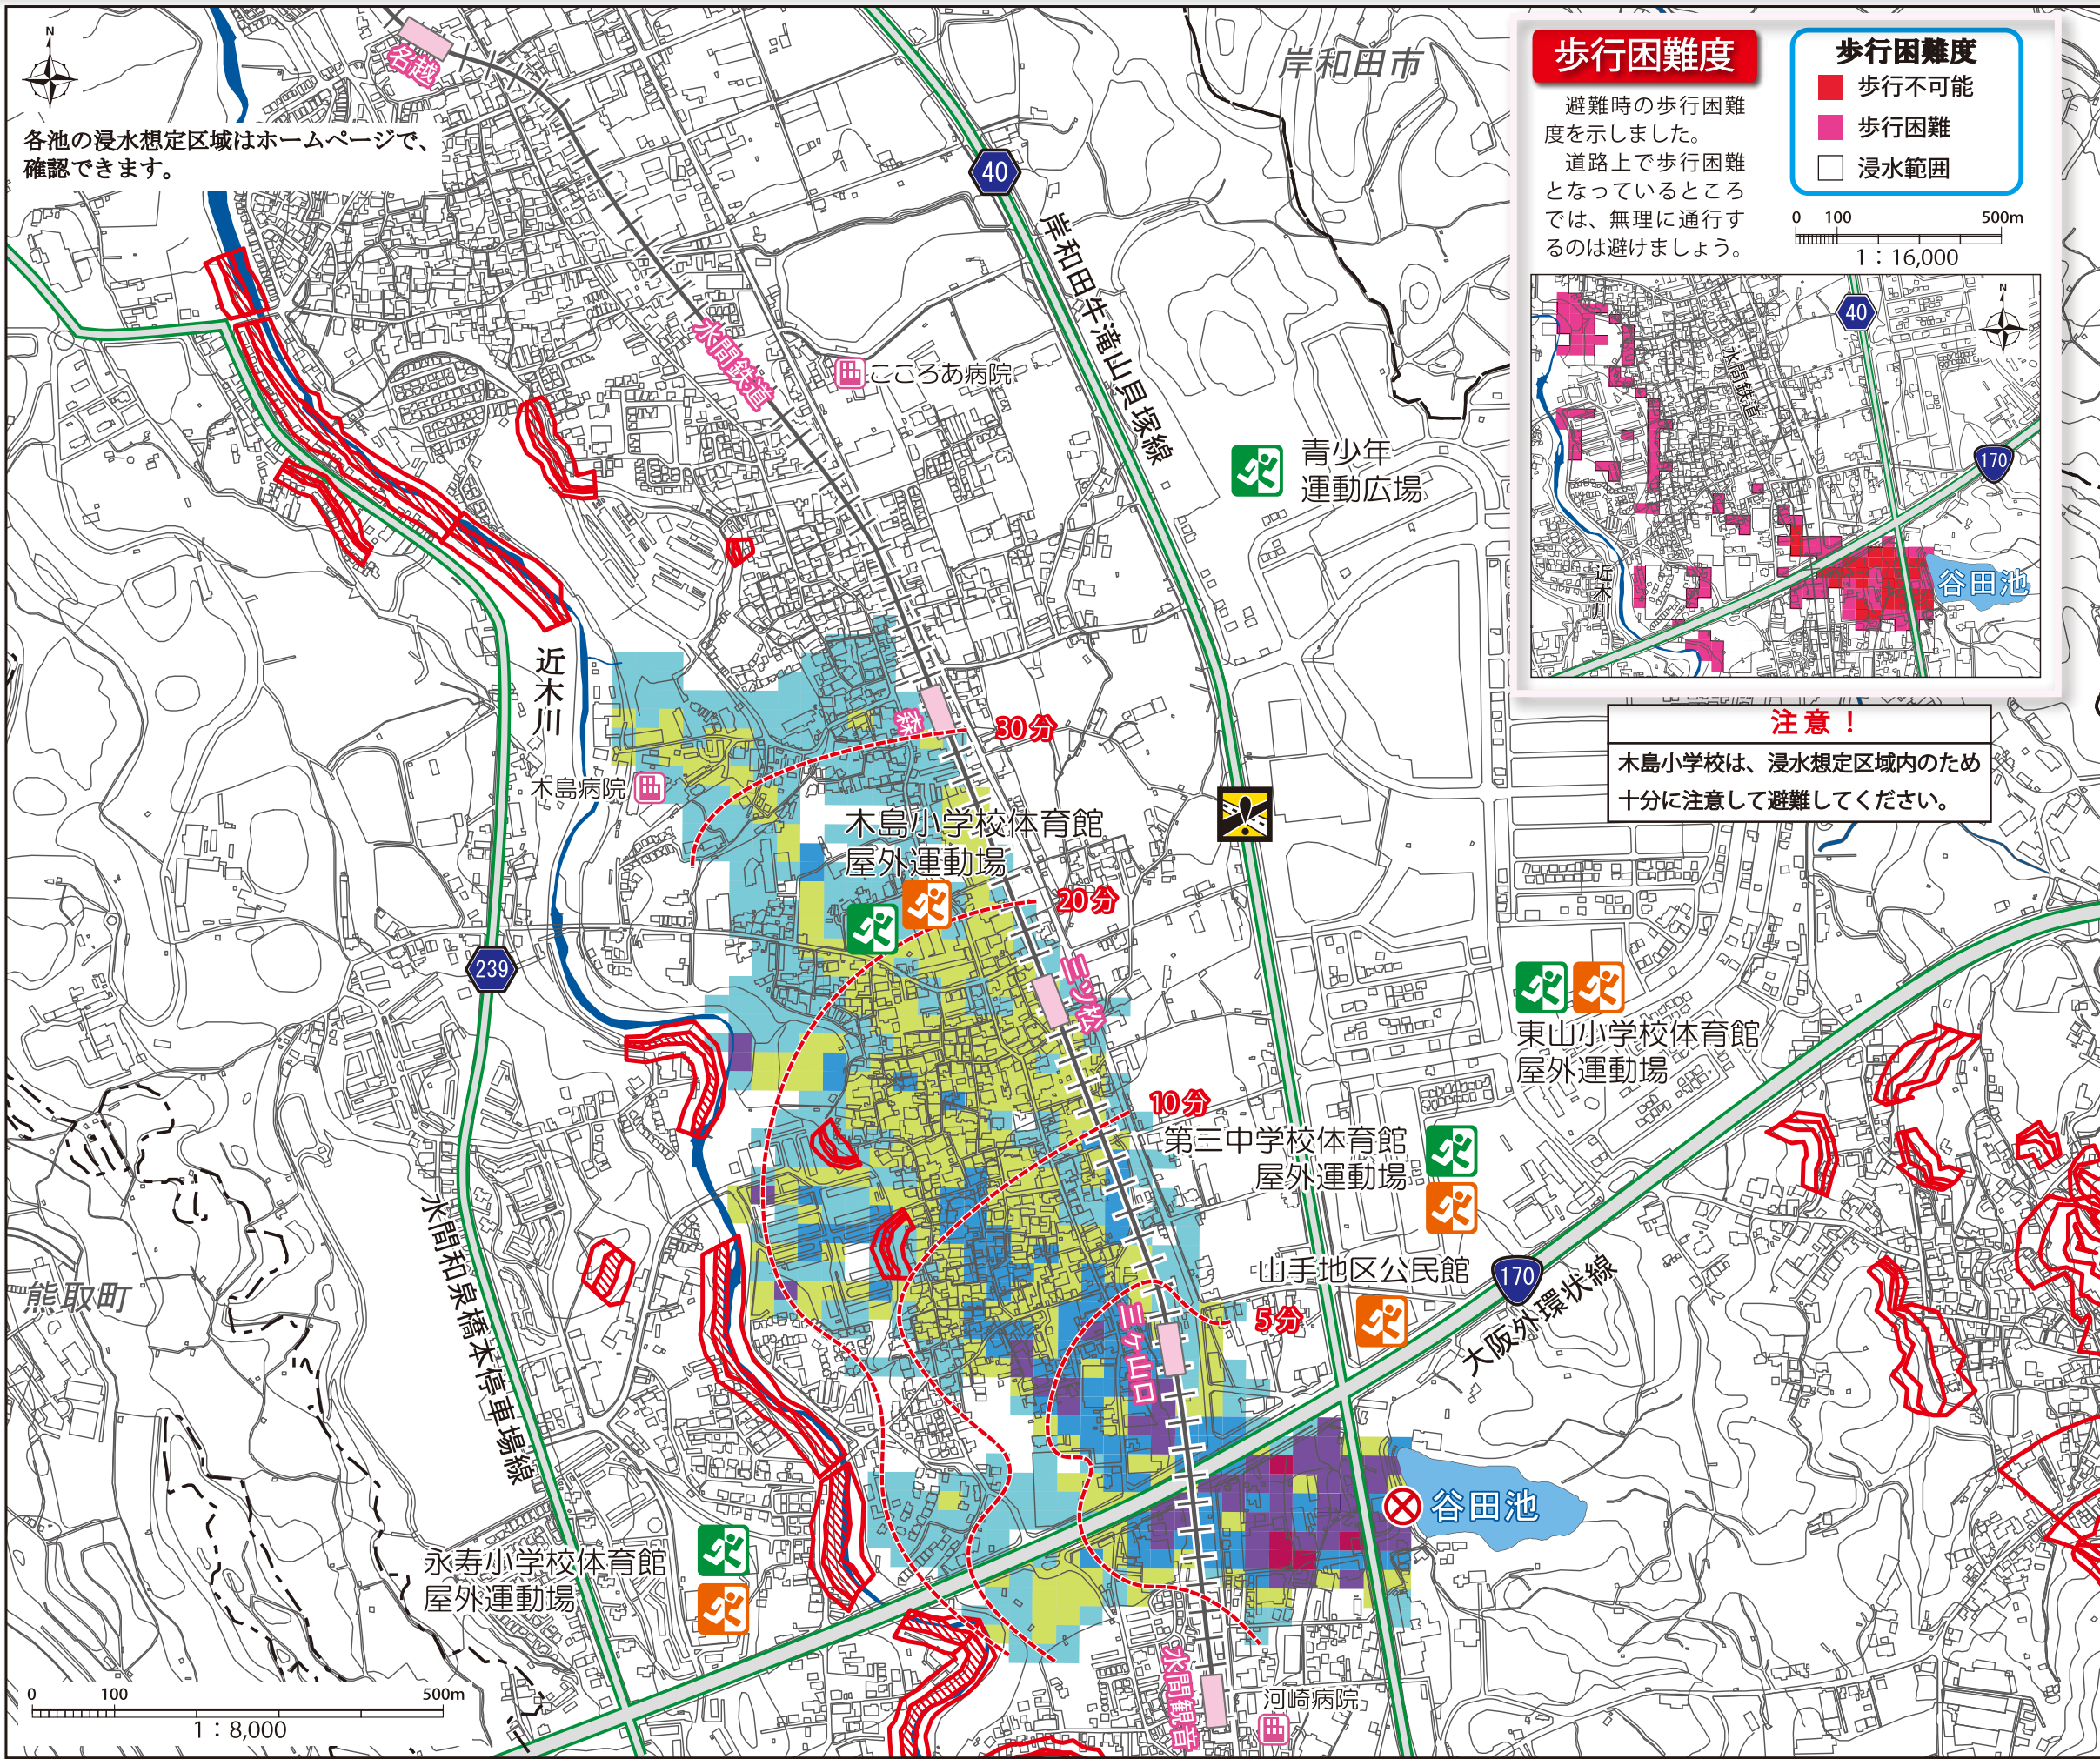 N
各池の浸水想定区域はホームページで、
確認できます。
名越
40
岸和田市
岸和田牛滝山貝塚線
水間鉄道
こころあ病院
青少年
運動広場
近木川
森
30分
木島病院
木島小学校体育館
屋外運動場
20分
239
三ツ松
東山小学校体育館
屋外運動場
10分
第三中学校体育館
屋外運動場
山手地区公民館
170
大阪外環状線
5分
三ケ山口
熊取町
水間和泉橋本停車場線
谷田池
永寿小学校体育館
屋外運動場
水間観音
河崎病院
0 100 500m
1：8,000
歩行困難度
避難時の歩行困難
度を示しました。
道路上で歩行困難
となっているところ
では、無理に通行す
るのは避けましょう。
歩行困難度
歩行不可能
歩行困難
浸水範囲
0 100 500m
1：16,000
N
40
水間鉄道
170
近木川
谷田池
注意！
木島小学校は、浸水想定区域内のため
十分に注意して避難してください。